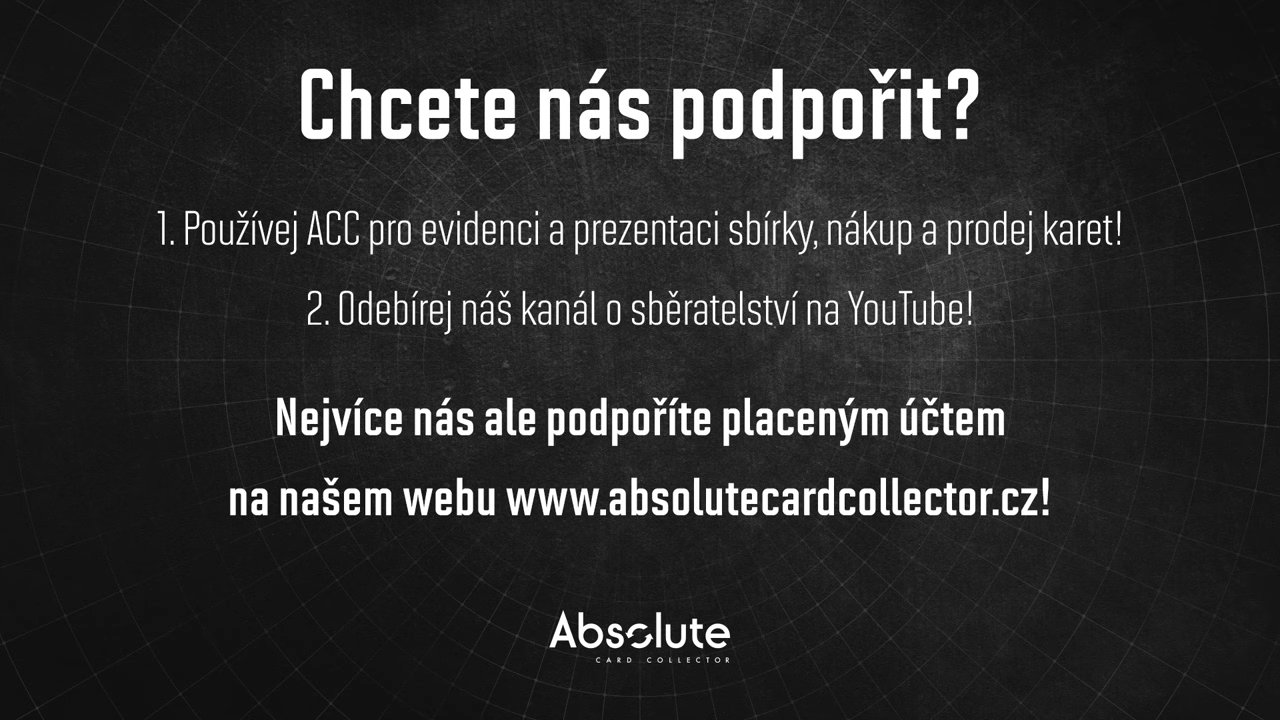 Chcete nás podpořit?
1. Používej ACC pro evidenci a prezentaci sbírky, nákup a prodej karet!
2. Odebírej náš kanál o sběratelství na YouTube!
Nejvíce nás ale podpoříte placeným účtem
na našem webu www.absolutecardcollector.cz!
Absolute
CARD COLLECTOR